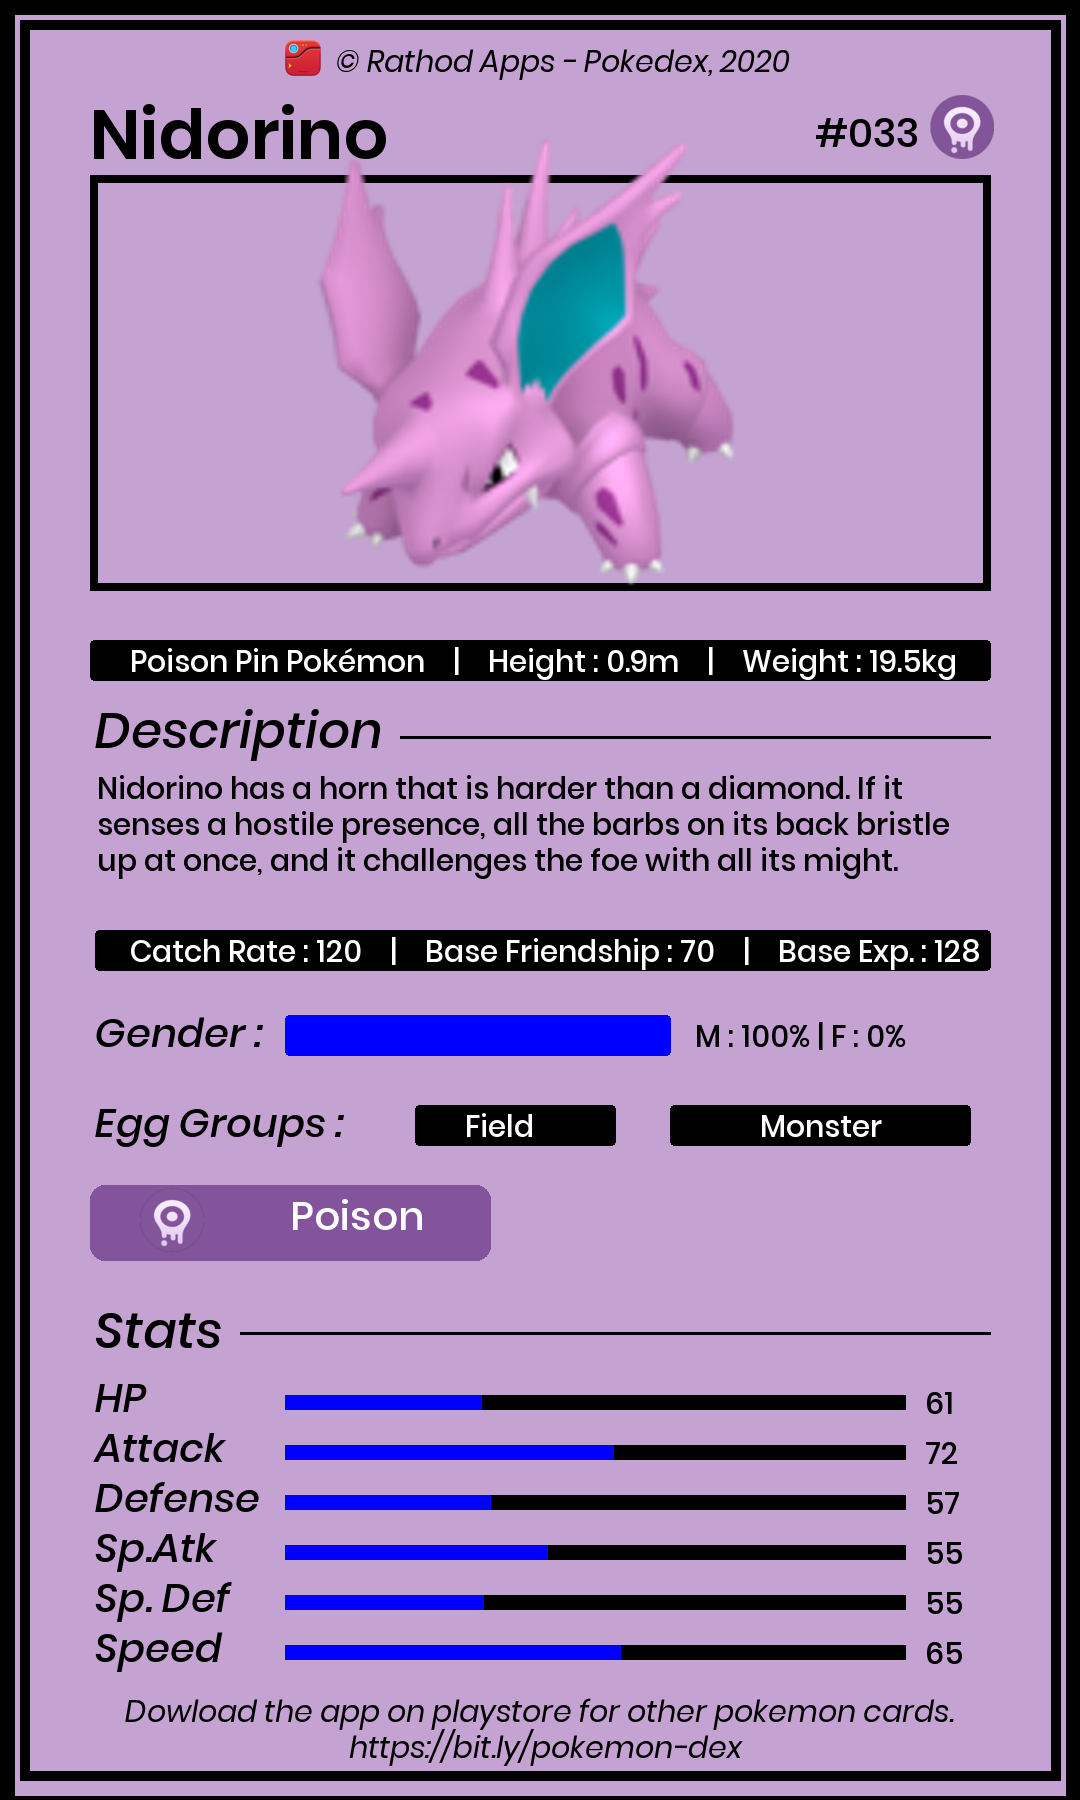 © Rathod Apps - Pokedex, 2020
Nidorino #033
Poison Pin Pokémon | Height : 0.9m | Weight : 19.5kg
Description
Nidorino has a horn that is harder than a diamond. If it
senses a hostile presence, all the barbs on its back bristle
up at once, and it challenges the foe with all its might.
Catch Rate : 120 | Base Friendship : 70 | Base Exp. : 128
Gender : M : 100% | F : 0%
Egg Groups : Field Monster
Poison
Stats
HP 61
Attack 72
Defense 57
Sp.Atk 55
Sp. Def 55
Speed 65
Dowload the app on playstore for other pokemon cards.
https://bit.ly/pokemon-dex